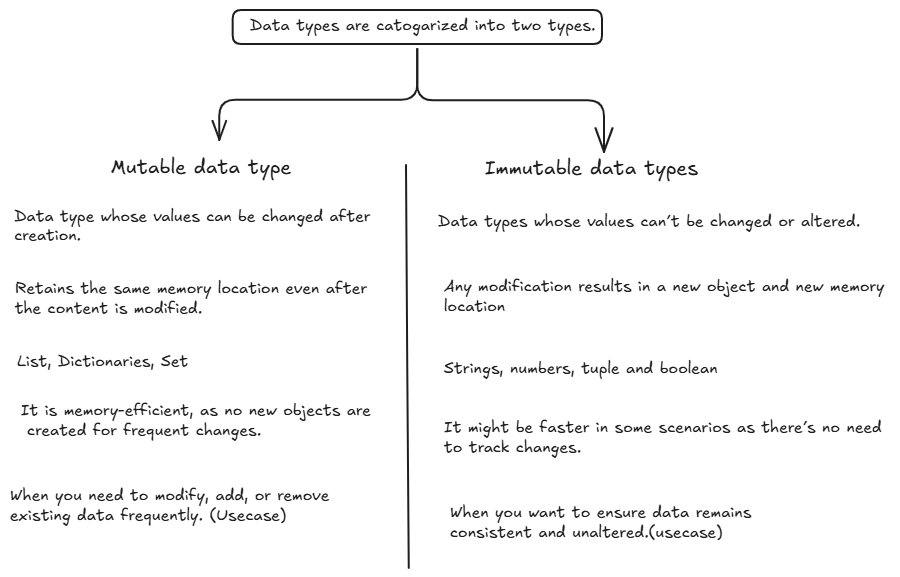 Data types are catogarized into two types.
Mutable data type
Data type whose values can be changed after
creation.
Retains the same memory location even after
the content is modified.
List, Dictionaries, Set
It is memory-efficient, as no new objects are
created for frequent changes.
When you need to modify, add, or remove
existing data frequently. (Usecase)
Immutable data types
Data types whose values can't be changed or altered.
Any modification results in a new object and new memory
location
Strings, numbers, tuple and boolean
It might be faster in some scenarios as there's no need
to track changes.
When you want to ensure data remains
consistent and unaltered.(usecase)